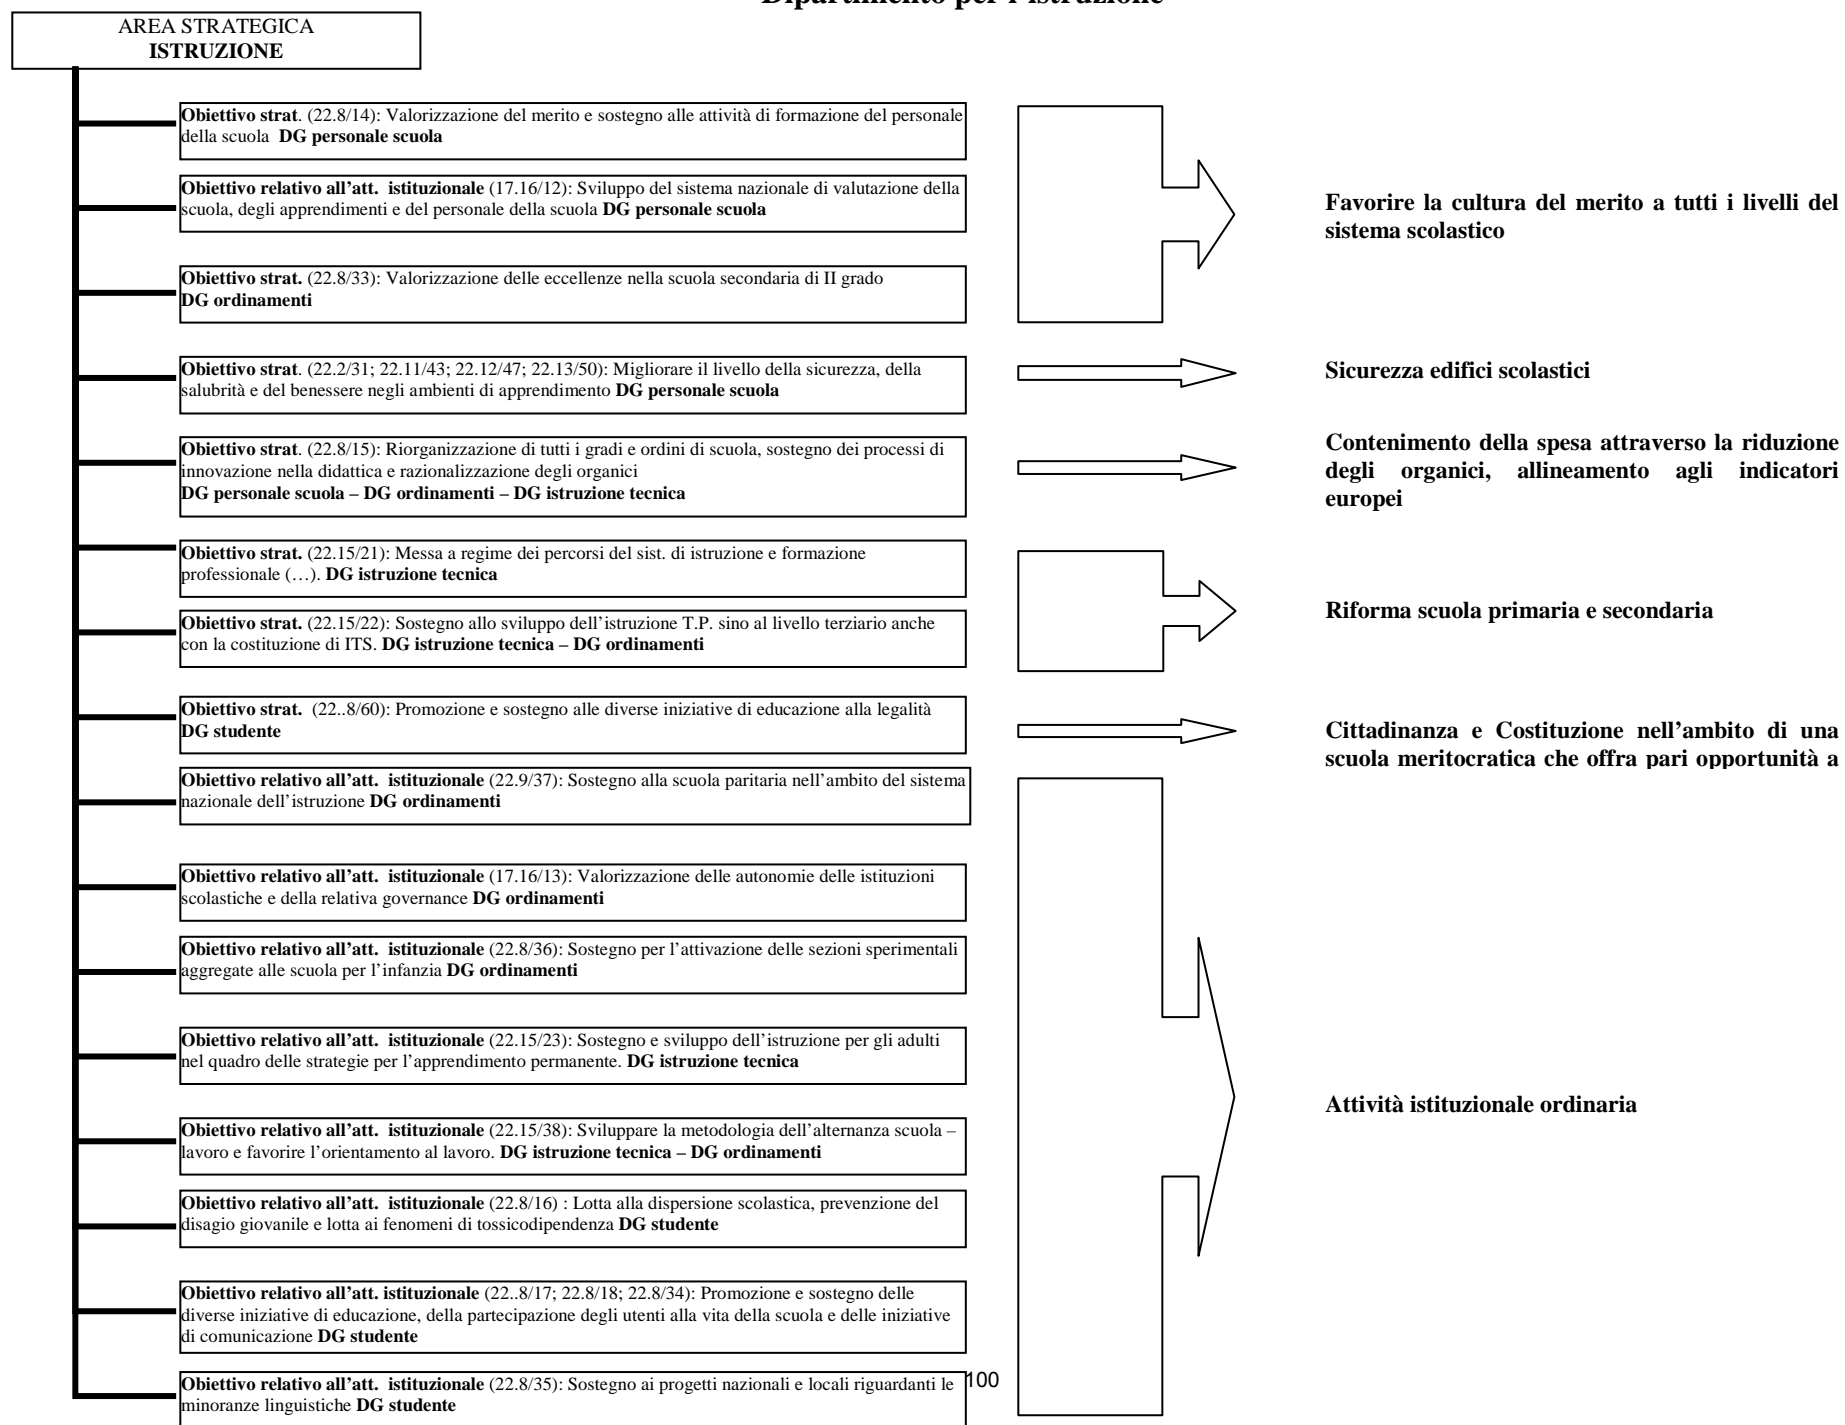 Dipartimento per l'istruzione
AREA STRATEGICA
ISTRUZIONE
Obiettivo strat. (22.8/14): Valorizzazione del merito e sostegno alle attività di formazione del personale
della scuola DG personale scuola
Obiettivo relativo all'att. istituzionale (17.16/12): Sviluppo del sistema nazionale di valutazione della
scuola, degli apprendimenti e del personale della scuola DG personale scuola
Obiettivo strat. (22.8/33): Valorizzazione delle eccellenze nella scuola secondaria di II grado
DG ordinamenti
Favorire la cultura del merito a tutti i livelli del
sistema scolastico
Obiettivo strat. (22.2/31; 22.11/43; 22.12/47; 22.13/50): Migliorare il livello della sicurezza, della
salubrità e del benessere negli ambienti di apprendimento DG personale scuola
Sicurezza edifici scolastici
Obiettivo strat. (22.8/15): Riorganizzazione di tutti i gradi e ordini di scuola, sostegno dei processi di
innovazione nella didattica e razionalizzazione degli organici
DG personale scuola – DG ordinamenti – DG istruzione tecnica
Contenimento della spesa attraverso la riduzione
degli organici, allineamento agli indicatori
europei
Obiettivo strat. (22.15/21): Messa a regime dei percorsi del sist. di istruzione e formazione
professionale (…). DG istruzione tecnica
Obiettivo strat. (22.15/22): Sostegno allo sviluppo dell'istruzione T.P. sino al livello terziario anche
con la costituzione di ITS. DG istruzione tecnica – DG ordinamenti
Riforma scuola primaria e secondaria
Obiettivo strat. (22..8/60): Promozione e sostegno alle diverse iniziative di educazione alla legalità
DG studente
Cittadinanza e Costituzione nell'ambito di una
scuola meritocratica che offra pari opportunità a
Obiettivo relativo all'att. istituzionale (22.9/37): Sostegno alla scuola paritaria nell'ambito del sistema
nazionale dell'istruzione DG ordinamenti
Obiettivo relativo all'att. istituzionale (17.16/13): Valorizzazione delle autonomie delle istituzioni
scolastiche e della relativa governance DG ordinamenti
Obiettivo relativo all'att. istituzionale (22.8/36): Sostegno per l'attivazione delle sezioni sperimentali
aggregate alle scuola per l'infanzia DG ordinamenti
Obiettivo relativo all'att. istituzionale (22.15/23): Sostegno e sviluppo dell'istruzione per gli adulti
nel quadro delle strategie per l'apprendimento permanente. DG istruzione tecnica
Obiettivo relativo all'att. istituzionale (22.15/38): Sviluppare la metodologia dell'alternanza scuola –
lavoro e favorire l'orientamento al lavoro. DG istruzione tecnica – DG ordinamenti
Obiettivo relativo all'att. istituzionale (22.8/16) : Lotta alla dispersione scolastica, prevenzione del
disagio giovanile e lotta ai fenomeni di tossicodipendenza DG studente
Obiettivo relativo all'att. istituzionale (22..8/17; 22.8/18; 22.8/34): Promozione e sostegno delle
diverse iniziative di educazione, della partecipazione degli utenti alla vita della scuola e delle iniziative
di comunicazione DG studente
Obiettivo relativo all'att. istituzionale (22.8/35): Sostegno ai progetti nazionali e locali riguardanti le
minoranze linguistiche DG studente
Attività istituzionale ordinaria
100